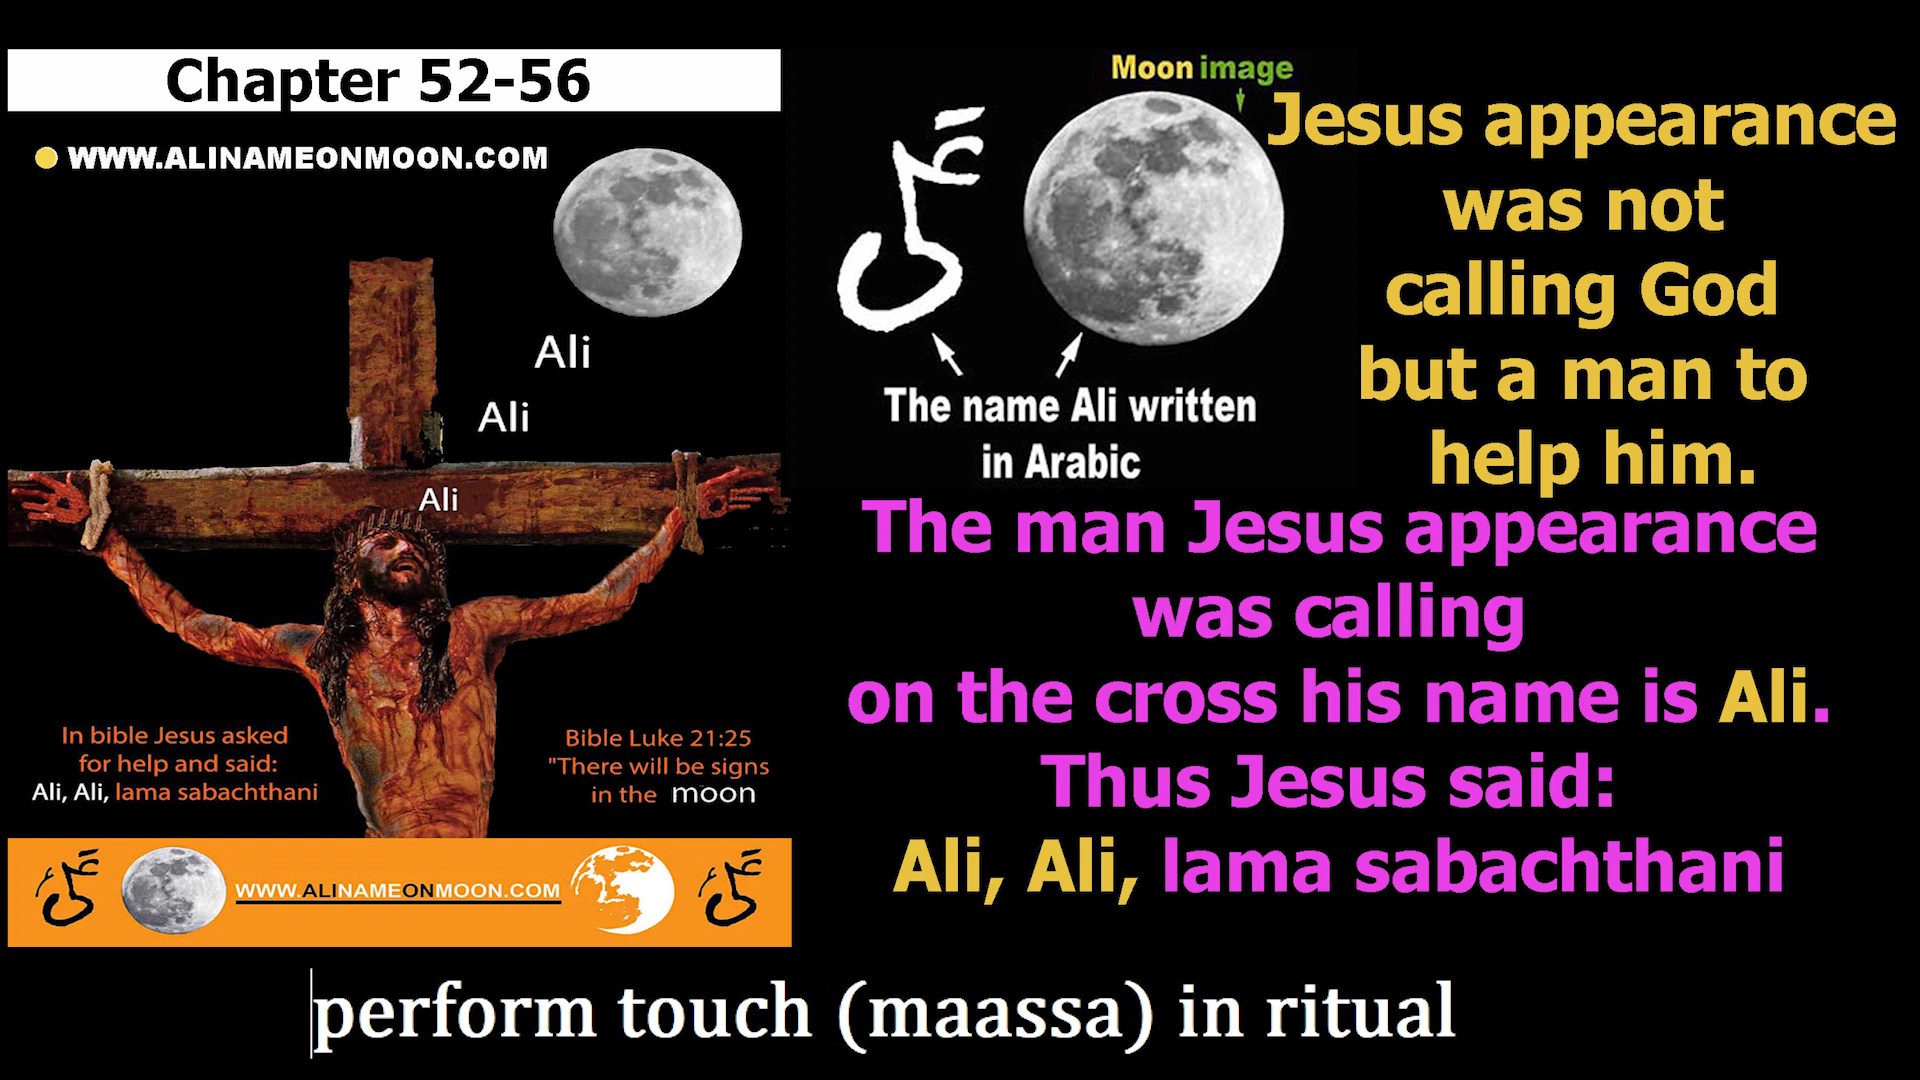 Chapter 52-56
WWW.ALINAMEONMOON.COM
Ali
Ali
Ali
In bible Jesus asked
for help and said:
Ali, Ali, lama sabachthani
Bible Luke 21:25
"There will be signs
in the moon
WWW.ALINAMEONMOON.COM
Moon image
The name Ali written
in Arabic
Jesus appearance
was not
calling God
but a man to
help him.
The man Jesus appearance
was calling
on the cross his name is Ali.
Thus Jesus said:
Ali, Ali, lama sabachthani
perform touch (maassa) in ritual